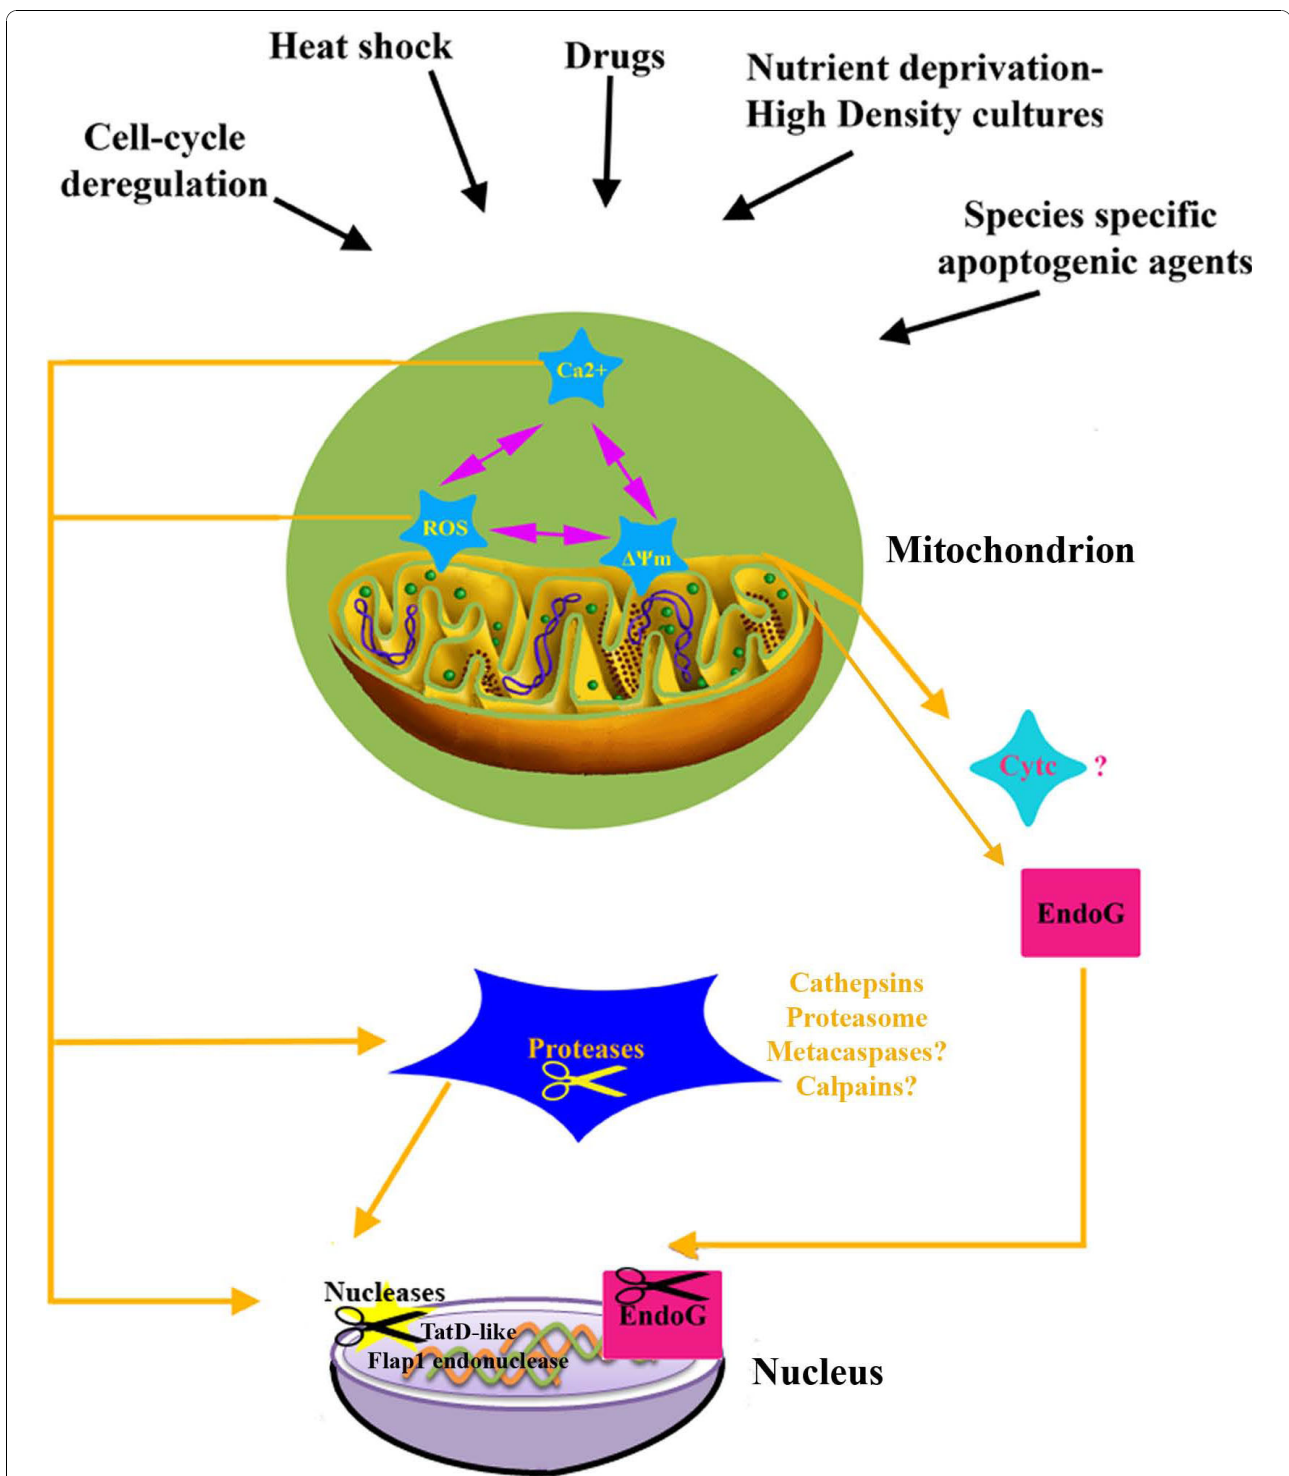 Heat shock
Drugs
Nutrient deprivation-
High Density cultures
Cell-cycle
deregulation
Species specific
apoptogenic agents
Ca2+
ROS
ΔΨm
Mitochondrion
Cytc ?
EndoG
Cathepsins
Proteasome
Metacaspases?
Calpains?
Proteases
Nucleases
EndoG
TatD-like
Flap1 endonuclease
Nucleus